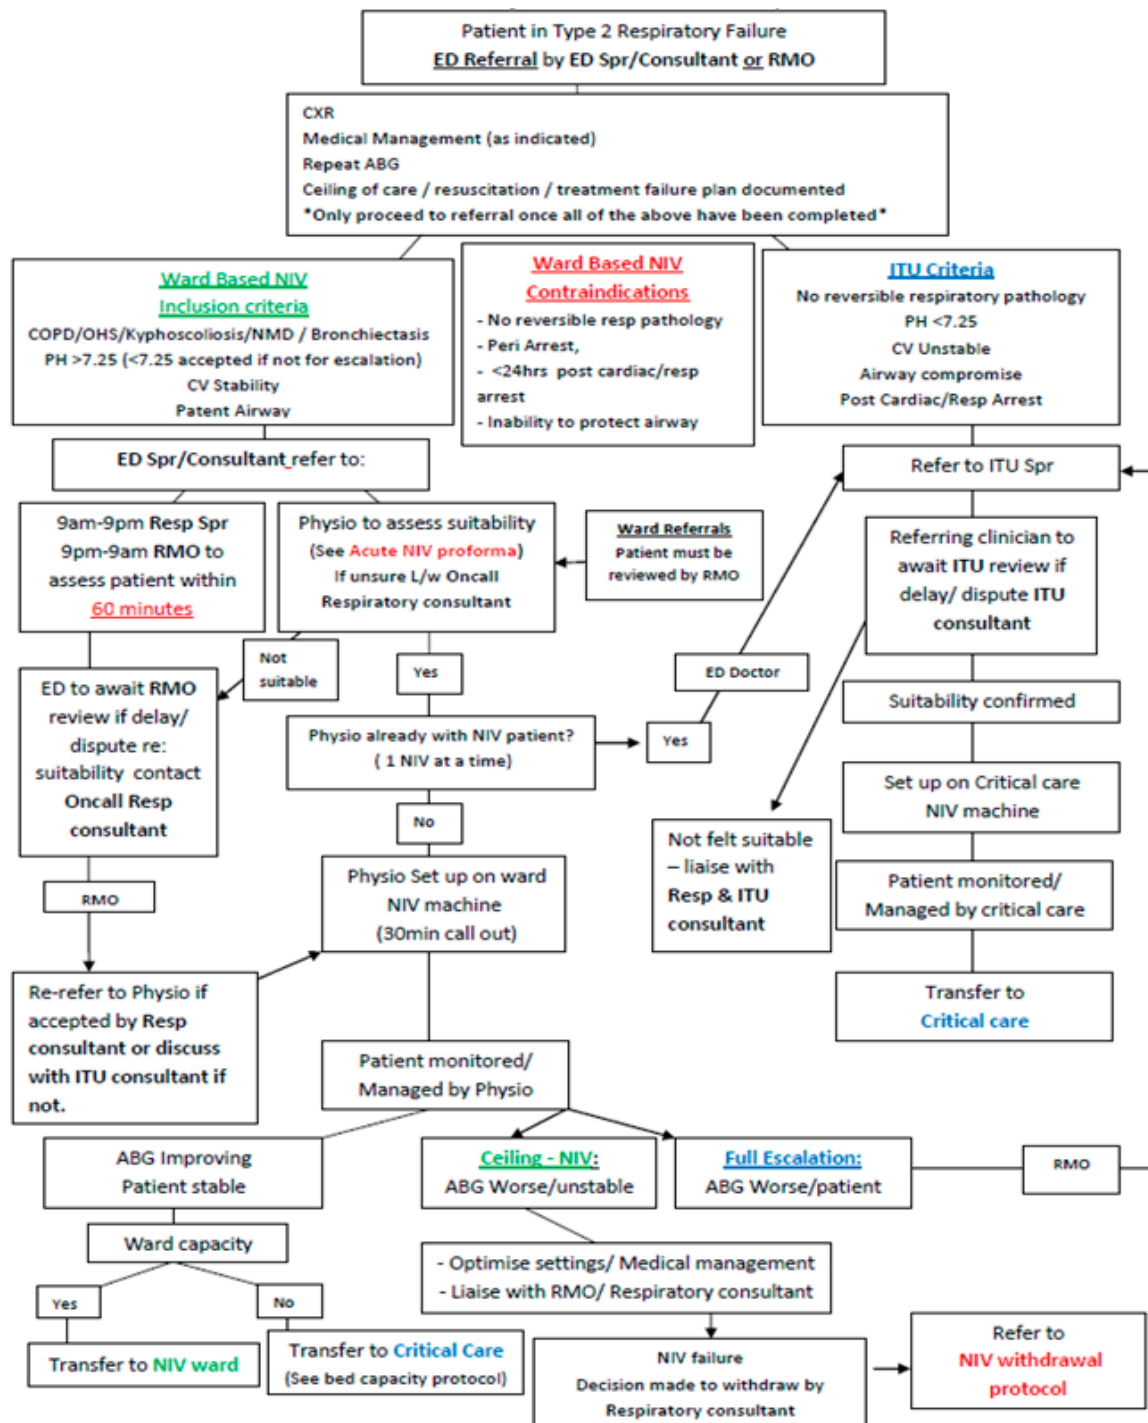 Patient in Type 2 Respiratory Failure
ED Referral by ED Spr/Consultant or RMO
CXR
Medical Management (as indicated)
Repeat ABG
Ceiling of care / resuscitation / treatment failure plan documented
*Only proceed to referral once all of the above have been completed*
Ward Based NIV
Inclusion criteria
COPD/OHS/Kyphoscoliosis/NMD / Bronchiectasis
PH >7.25 (<7.25 accepted if not for escalation)
CV Stability
Patent Airway
Ward Based NIV
Contraindications
- No reversible resp pathology
- Peri Arrest,
- <24hrs post cardiac/resp
arrest
- Inability to protect airway
ITU Criteria
No reversible respiratory pathology
PH <7.25
CV Unstable
Airway compromise
Post Cardiac/Resp Arrest
ED Spr/Consultant refer to:
Refer to ITU Spr
9am-9pm Resp Spr
9pm-9am RMO to
assess patient within
60 minutes
Physio to assess suitability
(See Acute NIV proforma)
If unsure L/w Oncall
Respiratory consultant
Ward Referrals
Patient must be
reviewed by RMO
Referring clinician to
await ITU review if
delay/ dispute ITU
consultant
Not
suitable
Yes
ED Doctor
ED to await RMO
review if delay/
dispute re:
suitability contact
Oncall Resp
consultant
Physio already with NIV patient?
( 1 NIV at a time)
Yes
Suitability confirmed
No
Set up on Critical care
NIV machine
Not felt suitable
– liaise with
Resp & ITU
consultant
RMO
Physio Set up on ward
NIV machine
(30min call out)
Patient monitored/
Managed by critical care
Re-refer to Physio if
accepted by Resp
consultant or discuss
with ITU consultant if
not.
Transfer to
Critical care
Patient monitored/
Managed by Physio
ABG Improving
Patient stable
Ceiling - NIV:
ABG Worse/unstable
Full Escalation:
ABG Worse/patient
RMO
Ward capacity
- Optimise settings/ Medical management
- Liaise with RMO/ Respiratory consultant
Yes
No
Transfer to NIV ward
Transfer to Critical Care
(See bed capacity protocol)
NIV failure
Decision made to withdraw by
Respiratory consultant
Refer to
NIV withdrawal
protocol